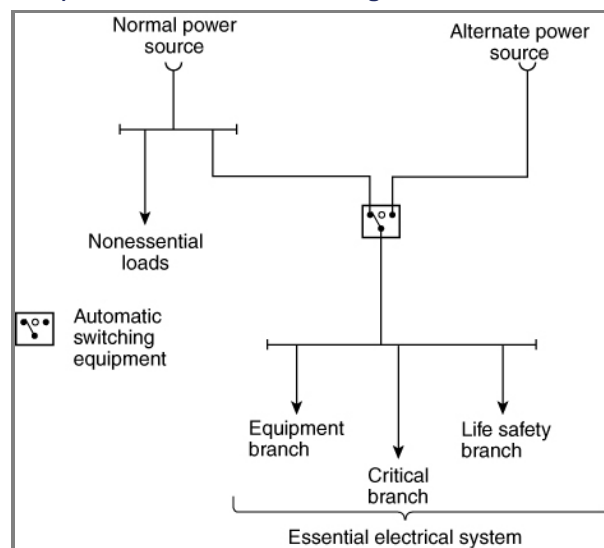 Normal power
source
Alternate power
source
Nonessential
loads
Automatic
switching
equipment
Equipment
branch
Critical
branch
Life safety
branch
Essential electrical system